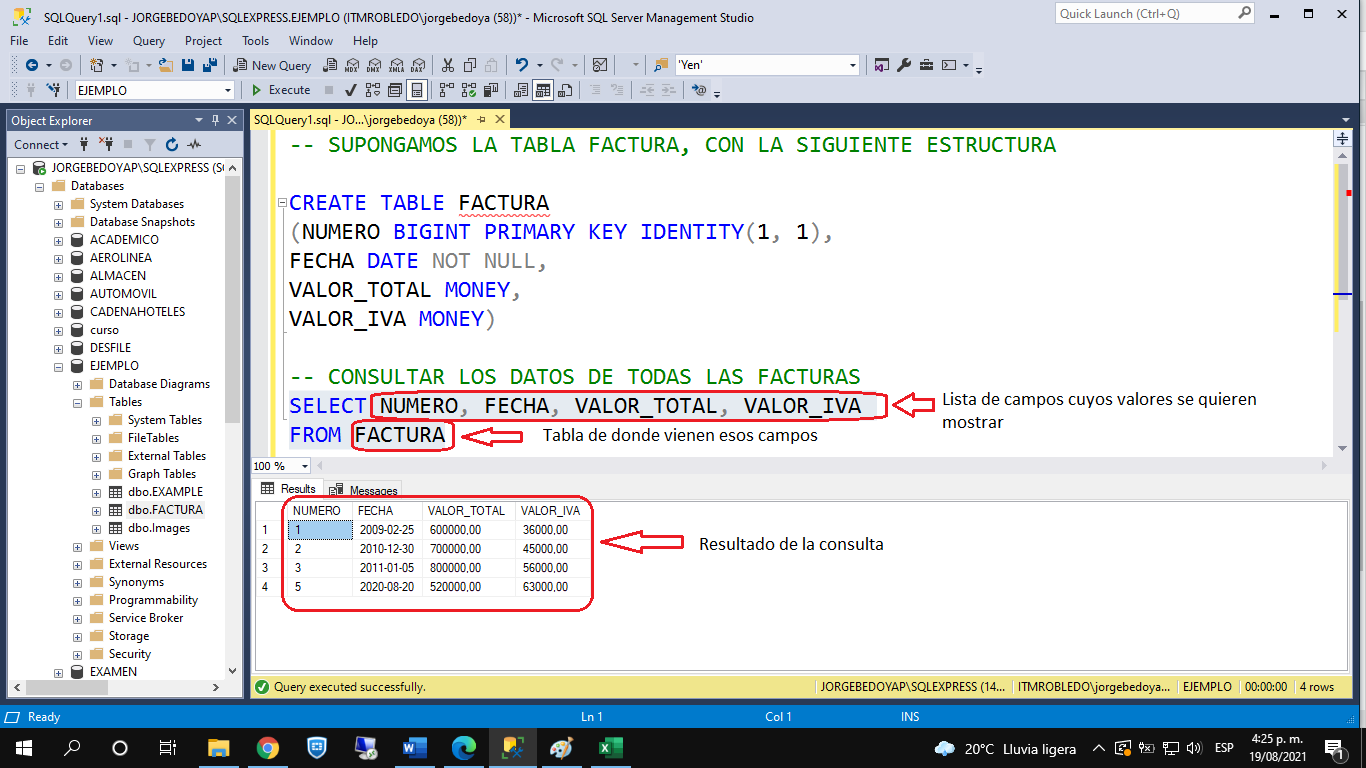 SQLQuery1.sql - JORGEBEDOYAP\SQLEXPRESS.EJEMPLO (ITMROBLEDO\jorgebedoya (58))* - Microsoft SQL Server Management Studio
Quick Launch (Ctrl+Q)
File Edit View Query Project Tools Window Help
New Query
MDX DMX XMLA DAX
'Yen'
EJEMPLO
Execute
Object Explorer
Connect
JORGEBEDOYAP\SQLEXPRESS (S
Databases
System Databases
Database Snapshots
ACADEMICO
AEROLINEA
ALMACEN
AUTOMOVIL
CADENAHOTELES
curso
DESFILE
EJEMPLO
Database Diagrams
Tables
System Tables
FileTables
External Tables
Graph Tables
dbo.EXAMPLE
dbo.FACTURA
dbo.Images
Views
External Resources
Synonyms
Programmability
Service Broker
Storage
Security
EXAMEN
SQLQuery1.sql - JO...\jorgebedoya (58))*
-- SUPONGAMOS LA TABLA FACTURA, CON LA SIGUIENTE ESTRUCTURA
CREATE TABLE FACTURA
(NUMERO BIGINT PRIMARY KEY IDENTITY(1, 1),
FECHA DATE NOT NULL,
VALOR_TOTAL MONEY,
VALOR_IVA MONEY)
-- CONSULTAR LOS DATOS DE TODAS LAS FACTURAS
SELECT NUMERO, FECHA, VALOR_TOTAL, VALOR_IVA
FROM FACTURA
Lista de campos cuyos valores se quieren
mostrar
Tabla de donde vienen esos campos
100 %
Results Messages
NUMERO FECHA VALOR_TOTAL VALOR_IVA
1 1 2009-02-25 600000,00 36000,00
2 2 2010-12-30 700000,00 45000,00
3 3 2011-01-05 800000,00 56000,00
4 5 2020-08-20 520000,00 63000,00
Resultado de la consulta
Query executed successfully.
JORGEBEDOYAP\SQLEXPRESS (14... ITMROBLEDO\jorgebedoya... EJEMPLO 00:00:00 4 rows
Ready Ln 1 Col 1 INS
20°C Lluvia ligera
ESP
4:25 p. m.
19/08/2021
1